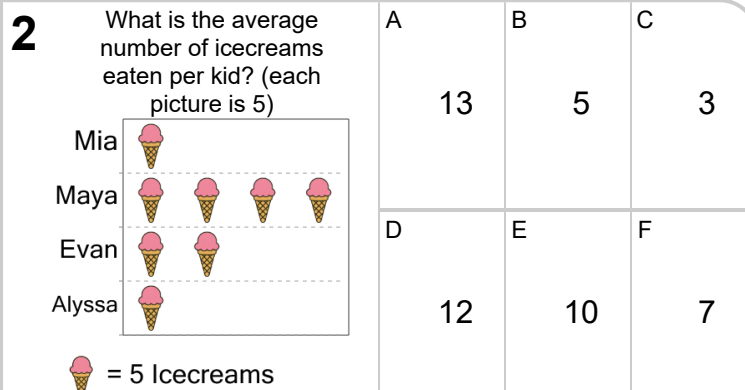 2
What is the average
number of icecreams
eaten per kid? (each
picture is 5)
Mia
Maya
Evan
Alyssa
= 5 Icecreams
A
13
B
5
C
3
D
12
E
10
F
7